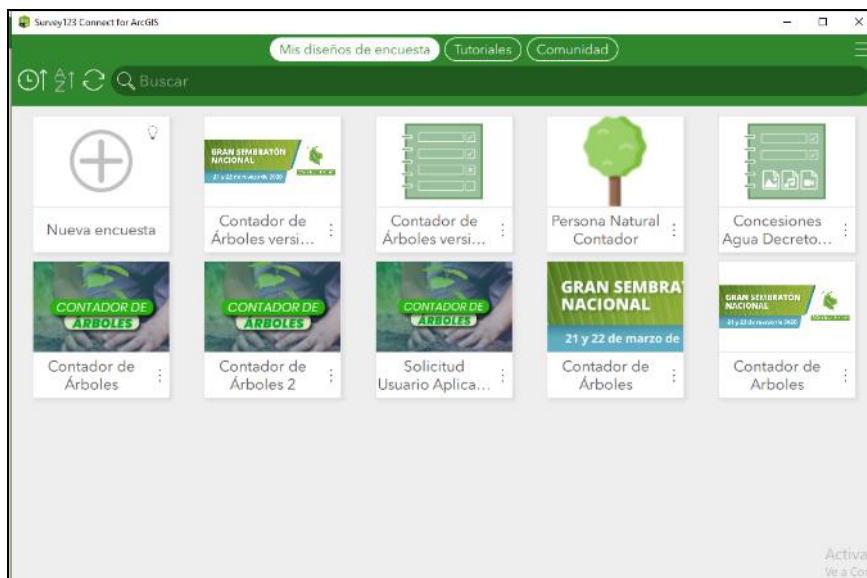 Survey123 Connect for ArcGIS
Mis diseños de encuesta
Tutoriales
Comunidad
Buscar
GRAN SEMBRATÓN
NACIONAL
Nueva encuesta
Contador de
Árboles versi...
Contador de
Árboles versi...
Persona Natural
Contador
Concesiones
Agua Decreto...
CONTADOR DE
ÁRBOLES
CONTADOR DE
ÁRBOLES
CONTADOR DE
ÁRBOLES
GRAN SEMBRA
NACIONAL
21 y 22 de marzo de
GRAN SEMBRATÓN
NACIONAL
Contador de
Árboles
Contador de
Árboles 2
Solicitud
Usuario Aplica...
Contador de
Árboles
Contador de
Arboles
Activa
Ve a Co